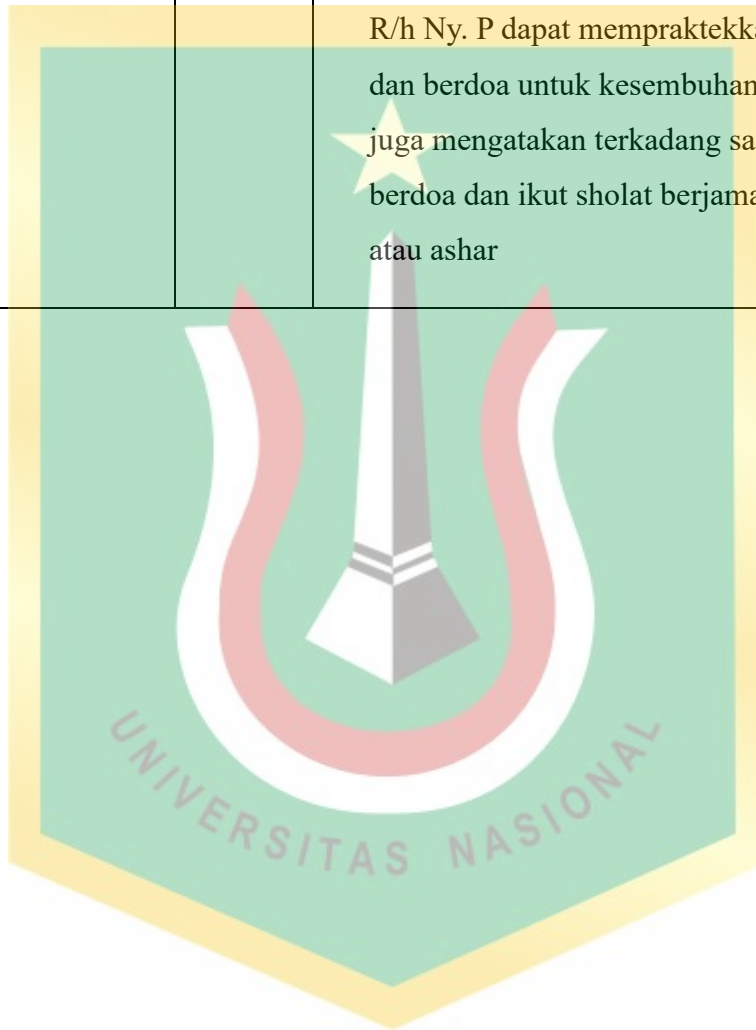 R/h Ny. P dapat mempraktekka
dan berdoa untuk kesembuhan
juga mengatakan terkadang sa
berdoa dan ikut sholat berjama
atau ashar
UNIVERSITAS NASIONAL